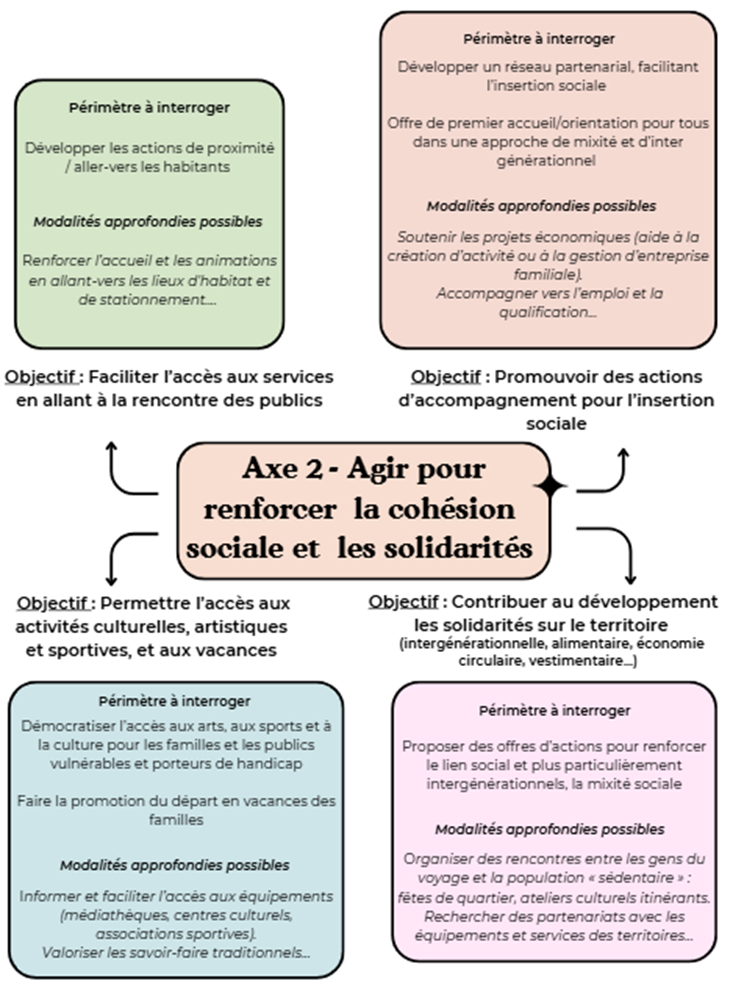 Périmètre à interroger
Développer les actions de proximité
/ aller-vers les habitants
Modalités approfondies possibles
Renforcer l'accueil et les animations
en allant-vers les lieux d'habitat et
de stationnement....
Objectif : Faciliter l'accès aux services
en allant à la rencontre des publics
Périmètre à interroger
Développer un réseau partenarial, facilitant
l'insertion sociale
Offre de premier accueil/orientation pour tous
dans une approche de mixité et d'inter
générationnel
Modalités approfondies possibles
Soutenir les projets économiques (aide à la
création d'activité ou à la gestion d'entreprise
familiale).
Accompagner vers l'emploi et la
qualification...
Objectif : Promouvoir des actions
d'accompagnement pour l'insertion
sociale
Axe 2 - Agir pour
renforcer la cohésion
sociale et les solidarités
Objectif : Permettre l'accès aux
activités culturelles, artistiques
et sportives, et aux vacances
Périmètre à interroger
Démocratiser l'accès aux arts, aux sports et à
la culture pour les familles et les publics
vulnérables et porteurs de handicap
Faire la promotion du départ en vacances des
familles
Modalités approfondies possibles
Informer et faciliter l'accès aux équipements
(médiathèques, centres culturels,
associations sportives).
Valoriser les savoir-faire traditionnels...
Objectif : Contribuer au développement
les solidarités sur le territoire
(intergénérationnelle, alimentaire, économie
circulaire, vestimentaire...)
Périmètre à interroger
Proposer des offres d'actions pour renforcer
le lien social et plus particulièrement
intergénérationnels, la mixité sociale
Modalités approfondies possibles
Organiser des rencontres entre les gens du
voyage et la population « sédentaire » :
fêtes de quartier, ateliers culturels itinérants.
Rechercher des partenariats avec les
équipements et services des territoires...